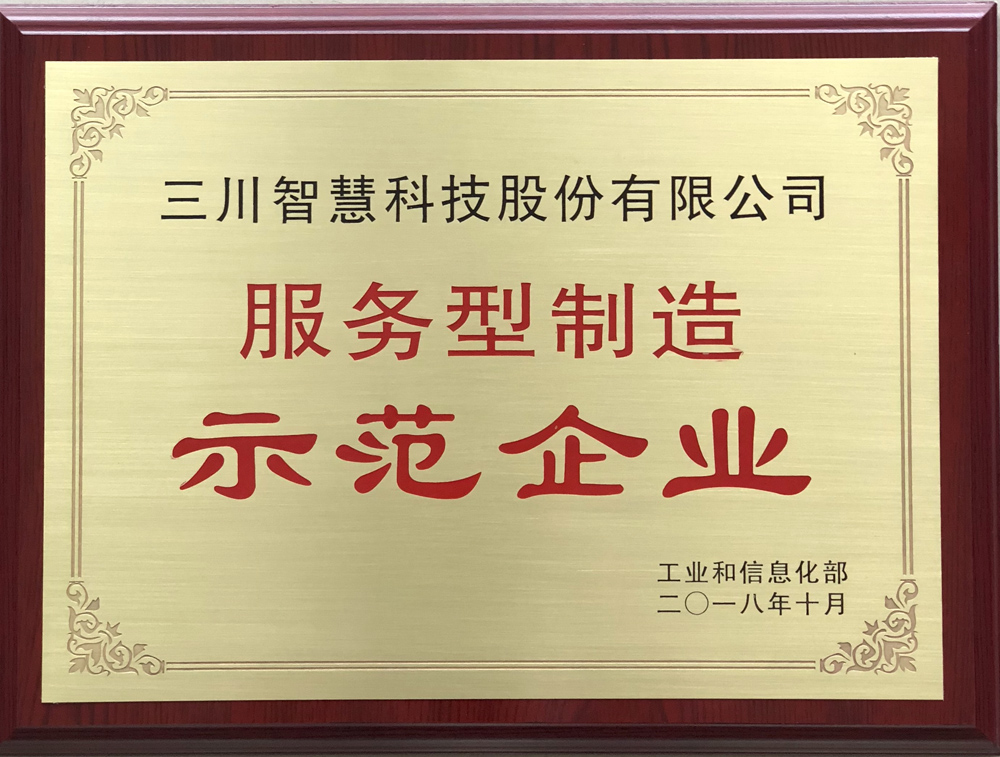 三川智慧科技股份有限公司
服务型制造
示范企业
工业和信息化部
二〇一八年十月